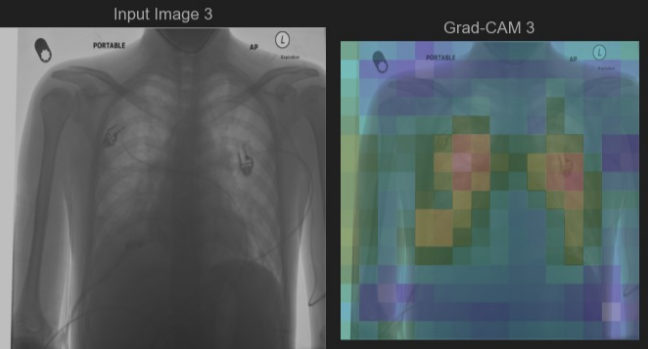 Input Image 3
Grad-CAM 3
PORTABLE
AP
L
PORTABLE
AP
L